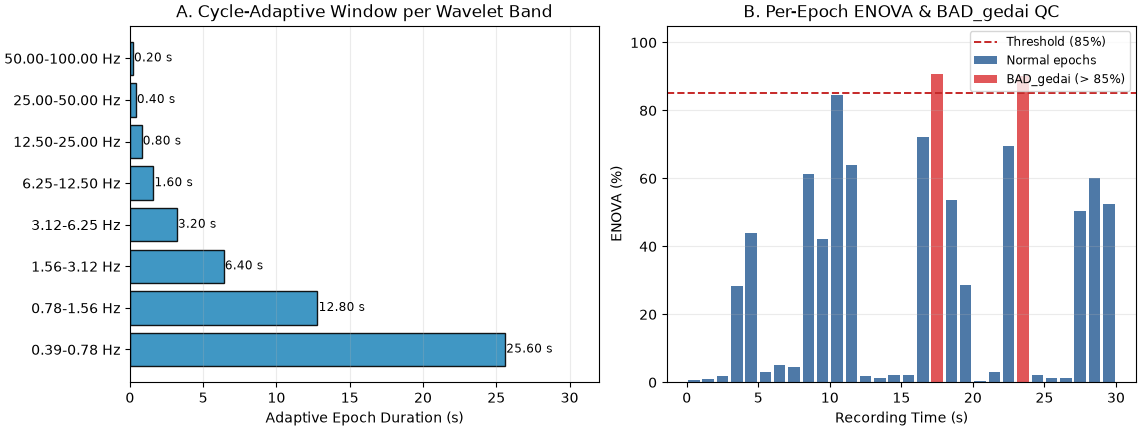 A. Cycle-Adaptive Window per Wavelet Band
50.00-100.00 Hz
0.20 s
25.00-50.00 Hz
0.40 s
12.50-25.00 Hz
0.80 s
6.25-12.50 Hz
1.60 s
3.12-6.25 Hz
3.20 s
1.56-3.12 Hz
6.40 s
0.78-1.56 Hz
12.80 s
0.39-0.78 Hz
25.60 s
0 5 10 15 20 25 30
Adaptive Epoch Duration (s)
B. Per-Epoch ENOVA & BAD_gedai QC
Threshold (85%)
Normal epochs
BAD_gedai (> 85%)
100
80
60
40
20
0
ENOVA (%)
0 5 10 15 20 25 30
Recording Time (s)